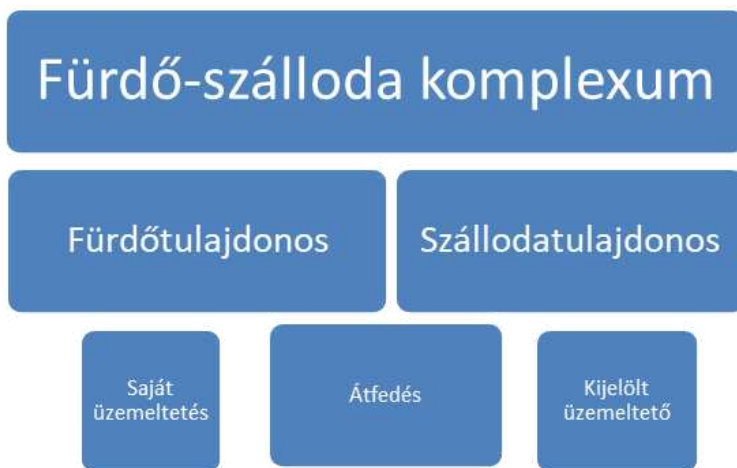 Fürdő-szálloda komplexum
Fürdőtulajdonos
Szállodatulajdonos
Saját
üzemeltetés
Átfedés
Kijelölt
üzemeltető